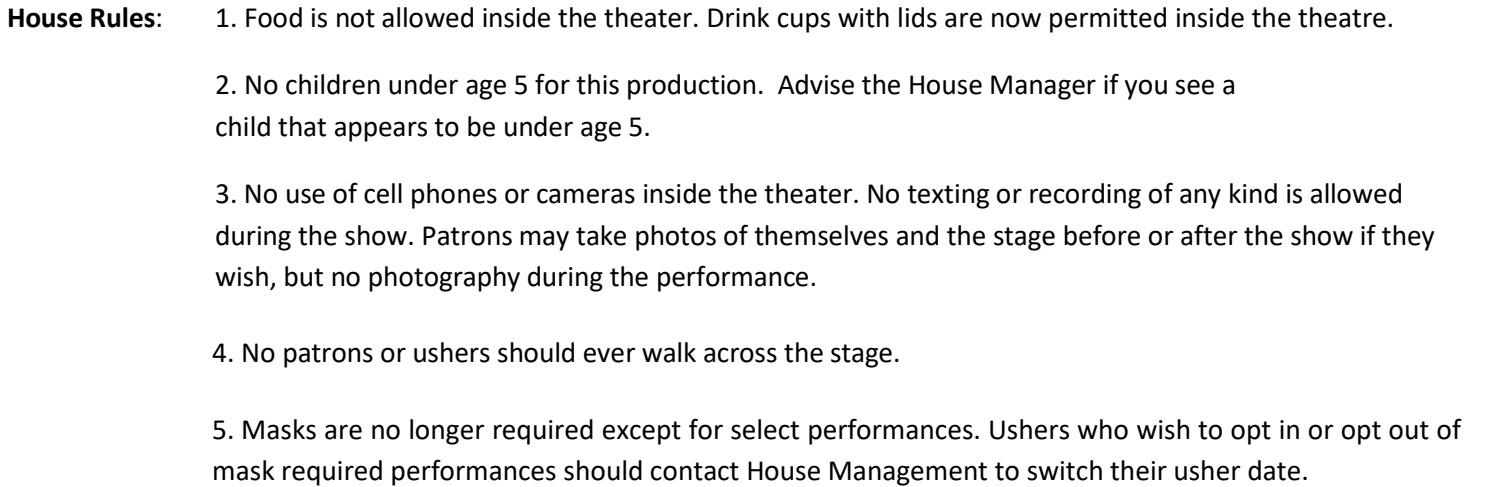 House Rules: 1. Food is not allowed inside the theater. Drink cups with lids are now permitted inside the theatre.
2. No children under age 5 for this production.  Advise the House Manager if you see a
child that appears to be under age 5.
3. No use of cell phones or cameras inside the theater. No texting or recording of any kind is allowed
during the show. Patrons may take photos of themselves and the stage before or after the show if they
wish, but no photography during the performance.
4. No patrons or ushers should ever walk across the stage.
5. Masks are no longer required except for select performances. Ushers who wish to opt in or opt out of
mask required performances should contact House Management to switch their usher date.